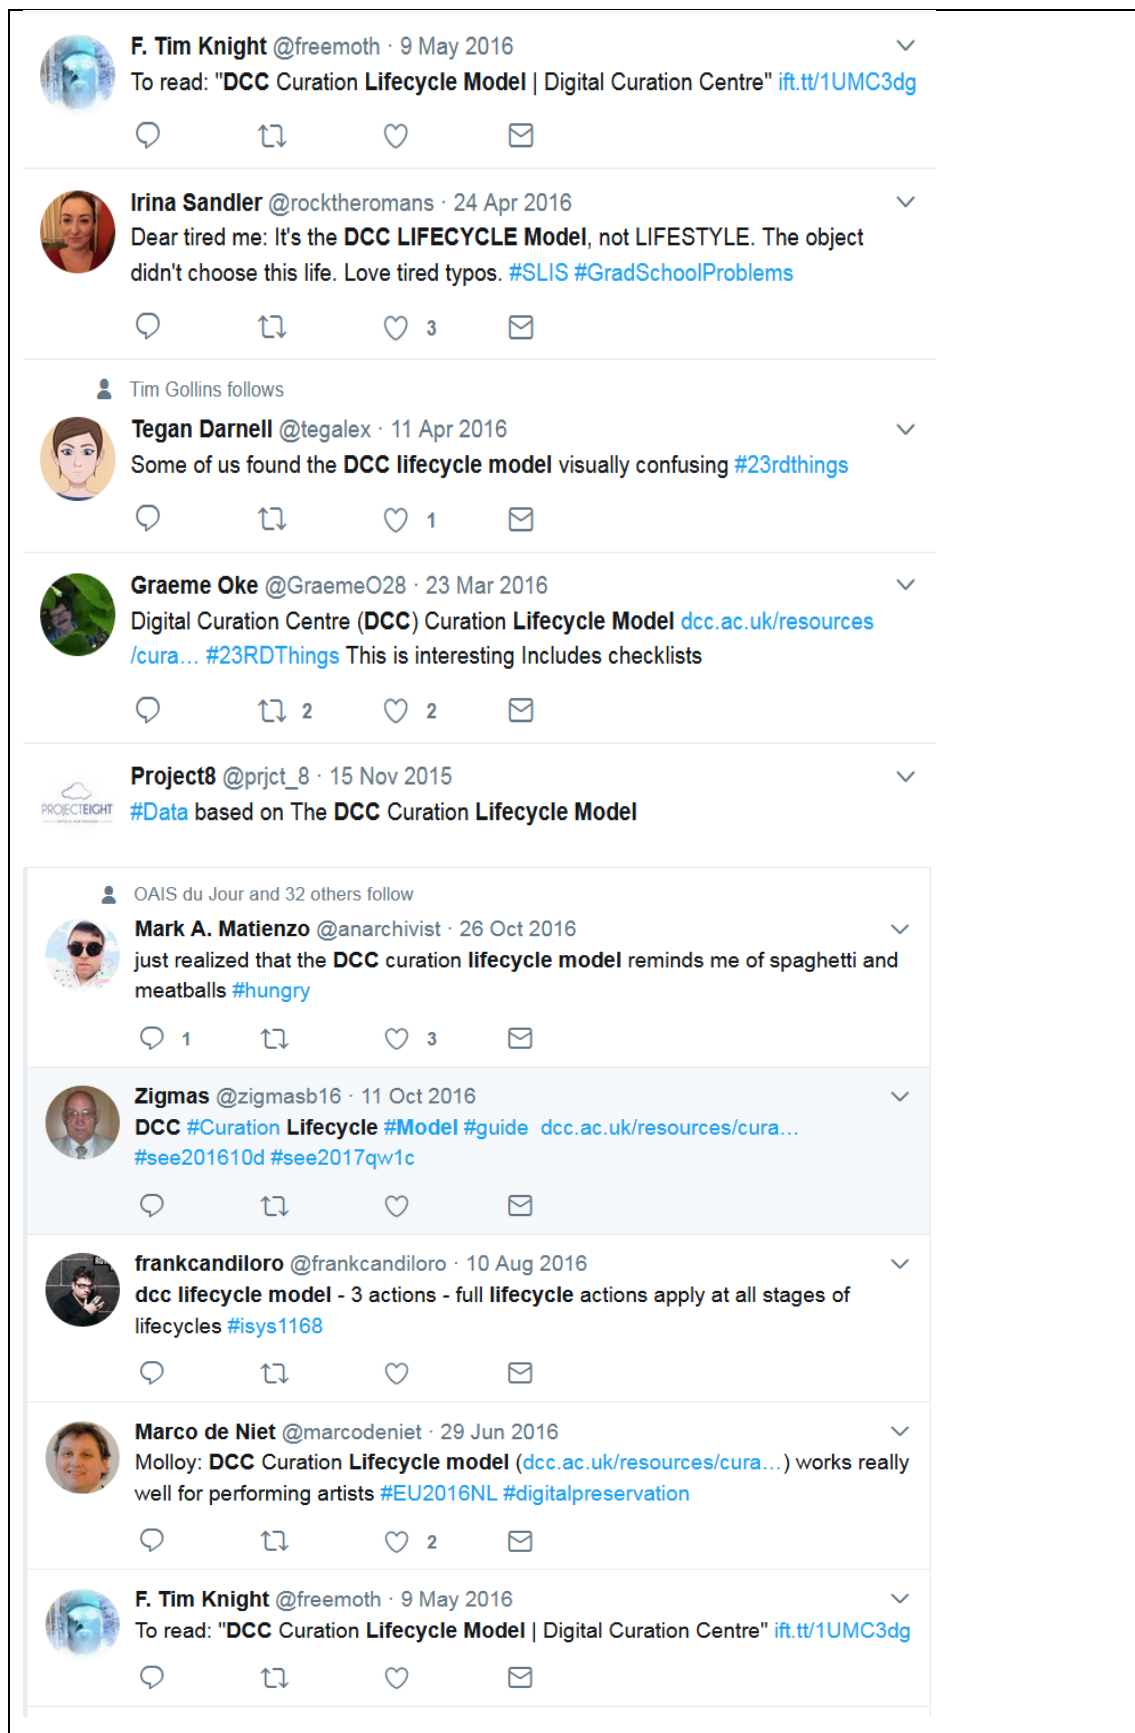 F. Tim Knight @freemoth · 9 May 2016
To read: "DCC Curation Lifecycle Model | Digital Curation Centre" ift.tt/1UMC3dg
Irina Sandler @rocktheromans · 24 Apr 2016
Dear tired me: It's the DCC LIFECYCLE Model, not LIFESTYLE. The object
didn't choose this life. Love tired typos. #SLIS #GradSchoolProblems
3
Tim Gollins follows
Tegan Darnell @tegalex · 11 Apr 2016
Some of us found the DCC lifecycle model visually confusing #23rdthings
1
Graeme Oke @GraemeO28 · 23 Mar 2016
Digital Curation Centre (DCC) Curation Lifecycle Model dcc.ac.uk/resources
/cura… #23RDThings This is interesting Includes checklists
2 2
Project8 @prjct_8 · 15 Nov 2015
PROJECTEIGHT
#Data based on The DCC Curation Lifecycle Model
OAIS du Jour and 32 others follow
Mark A. Matienzo @anarchivist · 26 Oct 2016
just realized that the DCC curation lifecycle model reminds me of spaghetti and
meatballs #hungry
1 3
Zigmas @zigmasb16 · 11 Oct 2016
DCC #Curation Lifecycle #Model #guide dcc.ac.uk/resources/cura…
#see201610d #see2017qw1c
frankcandiloro @frankcandiloro · 10 Aug 2016
dcc lifecycle model - 3 actions - full lifecycle actions apply at all stages of
lifecycles #isys1168
Marco de Niet @marcodeniet · 29 Jun 2016
Molloy: DCC Curation Lifecycle model (dcc.ac.uk/resources/cura…) works really
well for performing artists #EU2016NL #digitalpreservation
2
F. Tim Knight @freemoth · 9 May 2016
To read: "DCC Curation Lifecycle Model | Digital Curation Centre" ift.tt/1UMC3dg